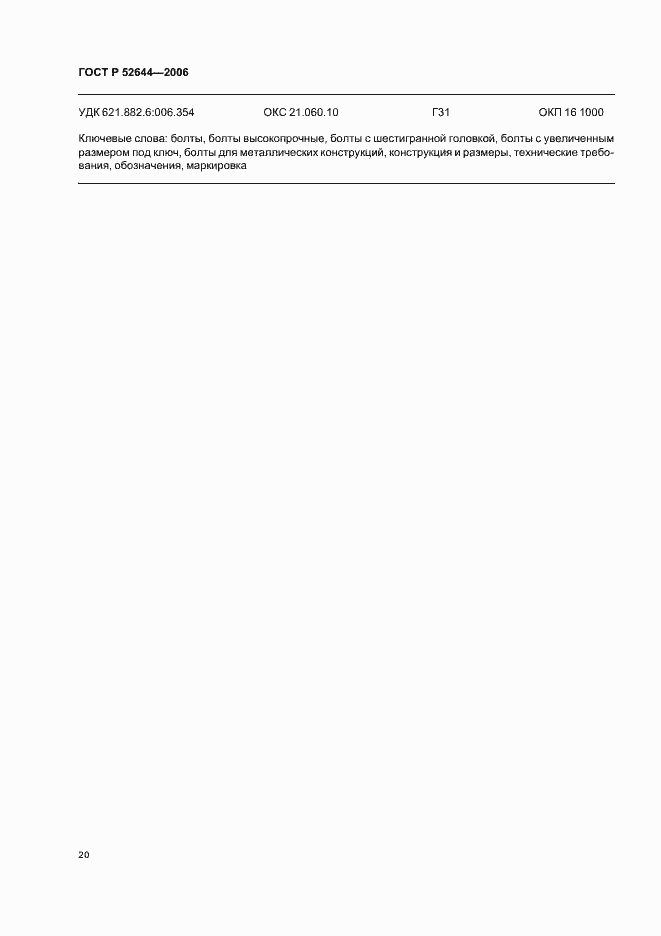 ГОСТ Р 52644—2006
УДК 621.882.6:006.354 ОКС 21.060.10 Г31 ОКП 16 1000
Ключевые слова: болты, болты высокопрочные, болты с шестигранной головкой, болты с увеличенным
размером под ключ, болты для металлических конструкций, конструкция и размеры, технические требо-
вания, обозначения, маркировка
20